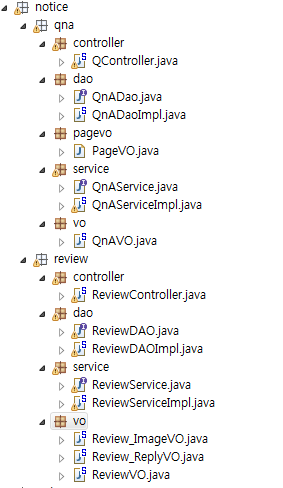 notice
qna
controller
QController.java
dao
QnADao.java
QnADaoImpl.java
pagevo
PageVO.java
service
QnAService.java
QnAServiceImpl.java
vo
QnAVO.java
review
controller
ReviewController.java
dao
ReviewDAO.java
ReviewDAOImpl.java
service
ReviewService.java
ReviewServiceImpl.java
vo
Review_ImageVO.java
Review_ReplyVO.java
ReviewVO.java